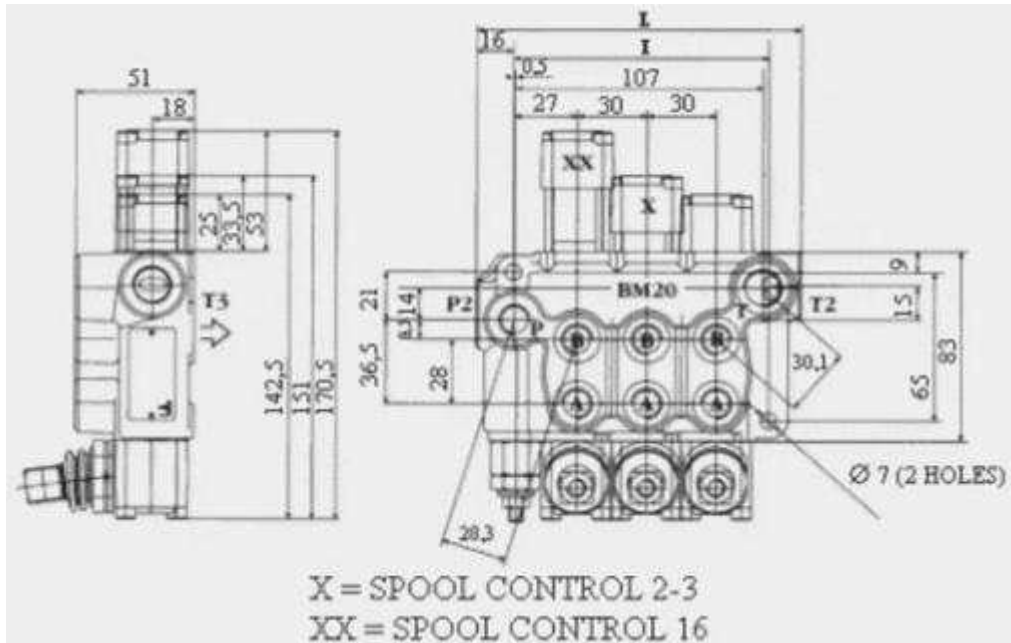 L
16
I
0,5
107
27 30 30
51
18
XX
X
25
33,5
53
142,5
151
170,5
T3
21
14
36,5
28
P2
P
BM20
T
T2
B B B
A A A
9
15
30,1
65
83
Ø 7 (2 HOLES)
28,3
X = SPOOL CONTROL 2-3
XX = SPOOL CONTROL 16